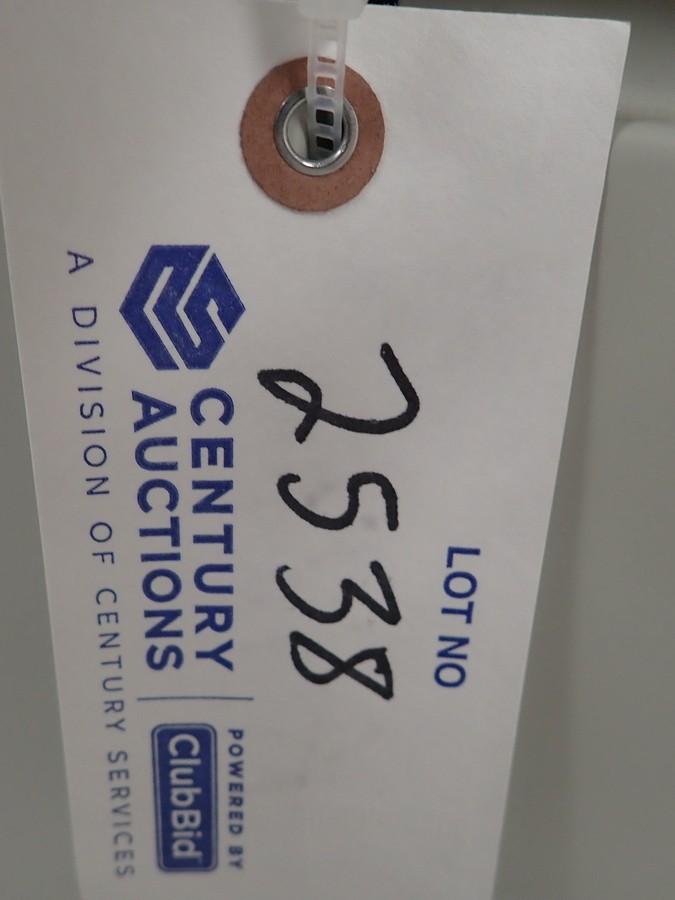 LOT NO
2538
CENTURY
AUCTIONS
POWERED BY
ClubBid
A DIVISION OF CENTURY SERVICES